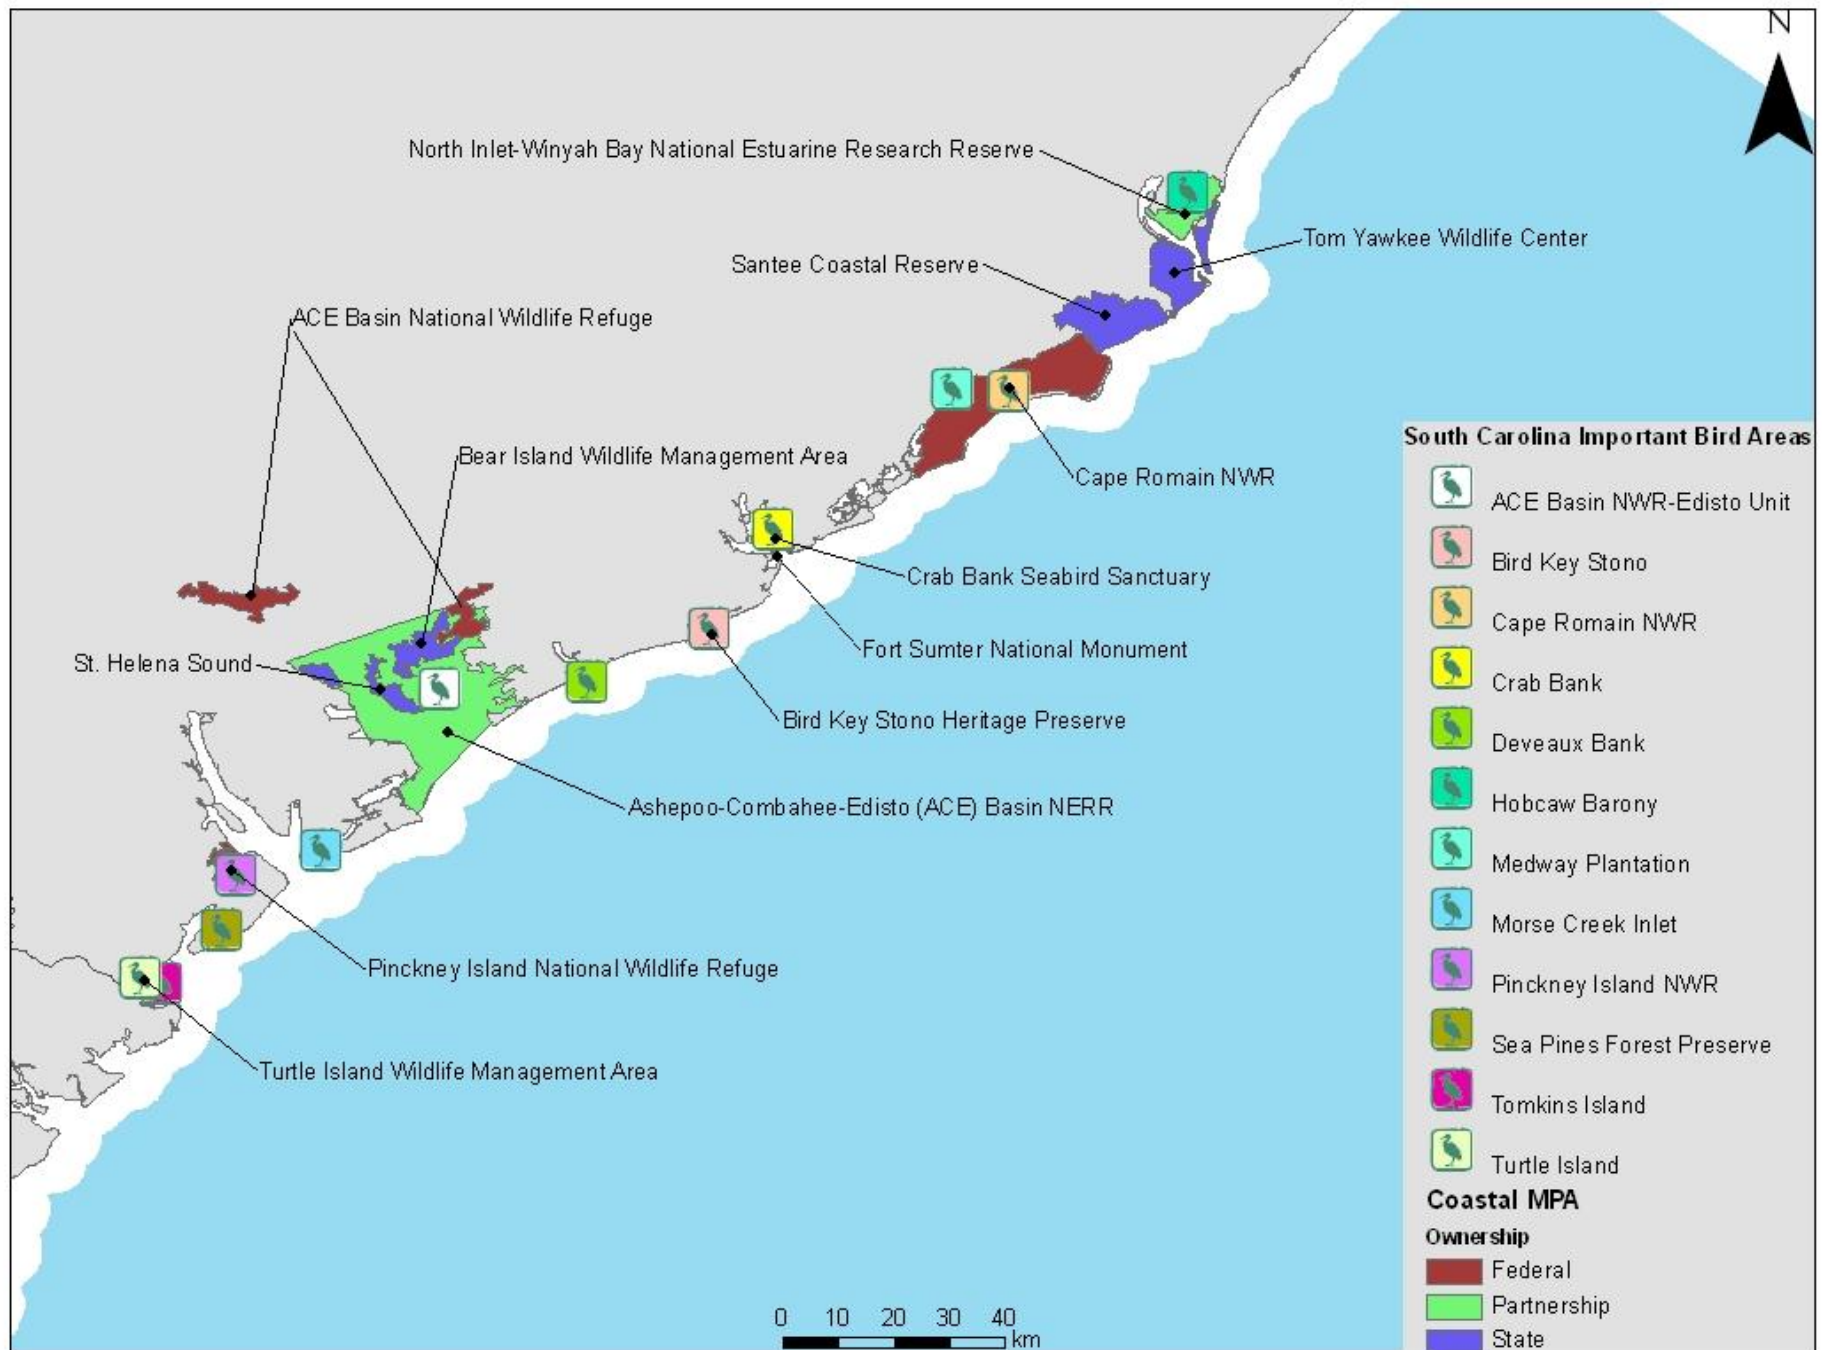 N
North Inlet-Winyah Bay National Estuarine Research Reserve
Tom Yawkee Wildlife Center
Santee Coastal Reserve
ACE Basin National Wildlife Refuge
Bear Island Wildlife Management Area
Cape Romain NWR
Crab Bank Seabird Sanctuary
Fort Sumter National Monument
St. Helena Sound
Bird Key Stono Heritage Preserve
Ashepoo-Combahee-Edisto (ACE) Basin NERR
Pinckney Island National Wildlife Refuge
Turtle Island Wildlife Management Area
South Carolina Important Bird Areas
ACE Basin NWR-Edisto Unit
Bird Key Stono
Cape Romain NWR
Crab Bank
Deveaux Bank
Hobcaw Barony
Medway Plantation
Morse Creek Inlet
Pinckney Island NWR
Sea Pines Forest Preserve
Tomkins Island
Turtle Island
Coastal MPA
Ownership
Federal
Partnership
State
0 10 20 30 40
km